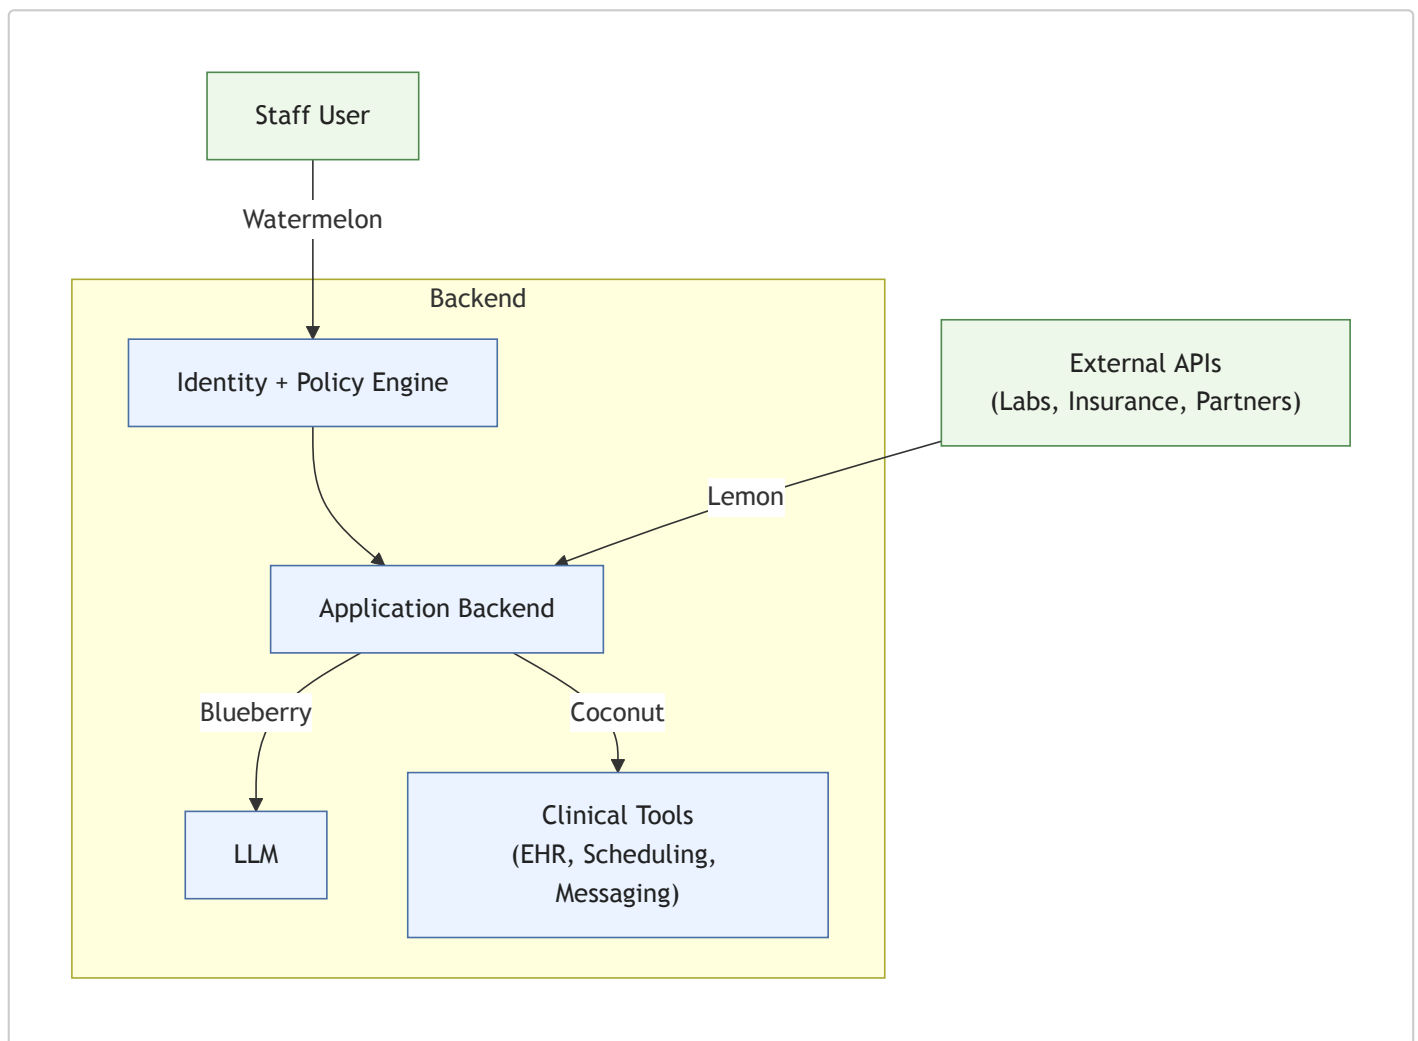 Staff User
Watermelon
Backend
Identity + Policy Engine
External APIs
(Labs, Insurance, Partners)
Lemon
Application Backend
Blueberry
Coconut
LLM
Clinical Tools
(EHR, Scheduling,
Messaging)